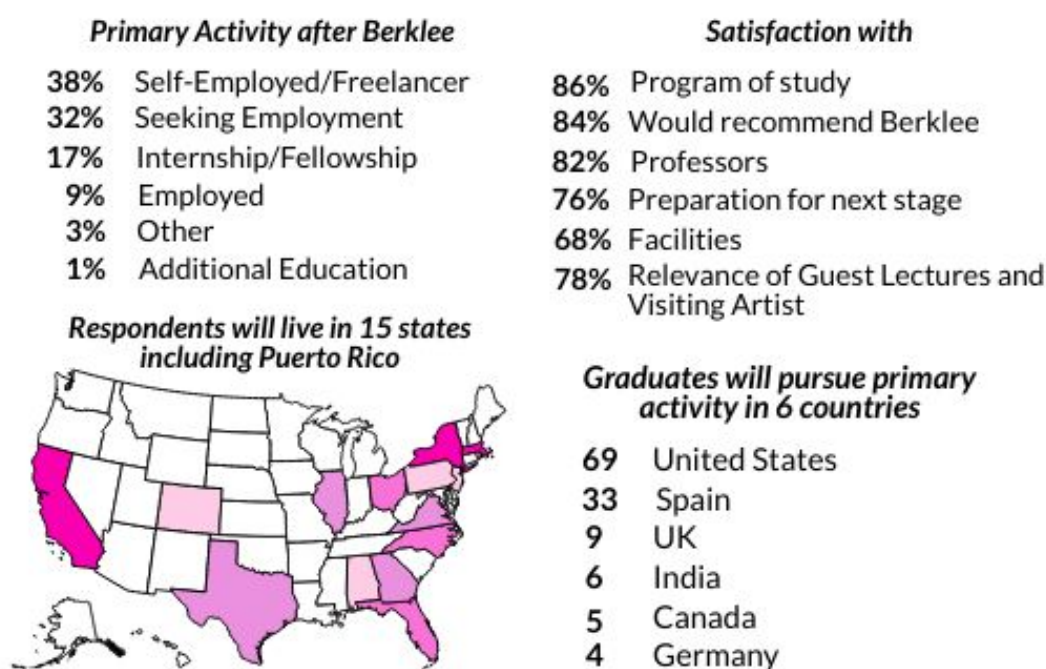 Primary Activity after Berklee
38% Self-Employed/Freelancer
32% Seeking Employment
17% Internship/Fellowship
9% Employed
3% Other
1% Additional Education
Respondents will live in 15 states
including Puerto Rico
Satisfaction with
86% Program of study
84% Would recommend Berklee
82% Professors
76% Preparation for next stage
68% Facilities
78% Relevance of Guest Lectures and
Visiting Artist
Graduates will pursue primary
activity in 6 countries
69 United States
33 Spain
9 UK
6 India
5 Canada
4 Germany